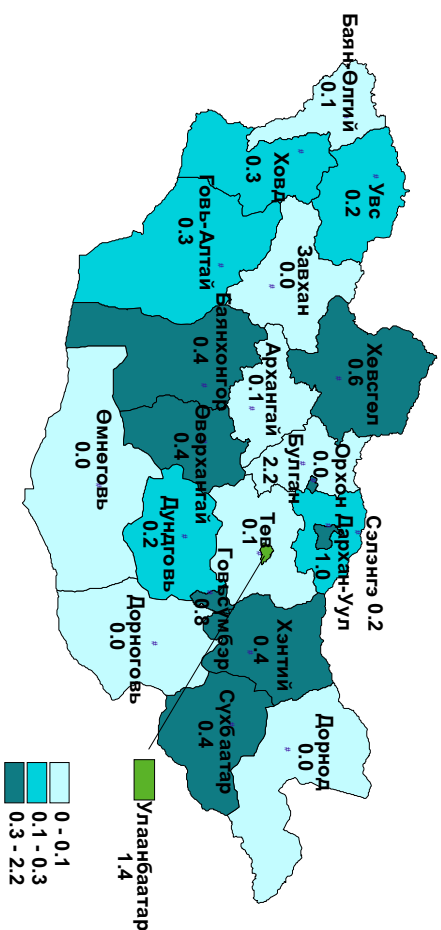 Баян-Өлгий
0.1
Увс
0.2
Ховд
0.3
Говь-Алтай
0.3
Завхан
0.0
Хөвсгөл
0.6
Баянхонгор
0.4
Архангай
0.1
Өвөрхангай
0.4
Өмнөговь
0.0
Сэлэнгэ 0.2
Орхон
0.0
Дархан-Уул
1.0
Булган
2.2
Төв
0.1
Дундговь
0.2
Говьсүмбэр
0.8
Дорноговь
0.0
Хэнтий
0.4
Сүхбаатар
0.4
Дорнод
0.0
Улаанбаатар
1.4
0 - 0.1
0.1 - 0.3
0.3 - 2.2